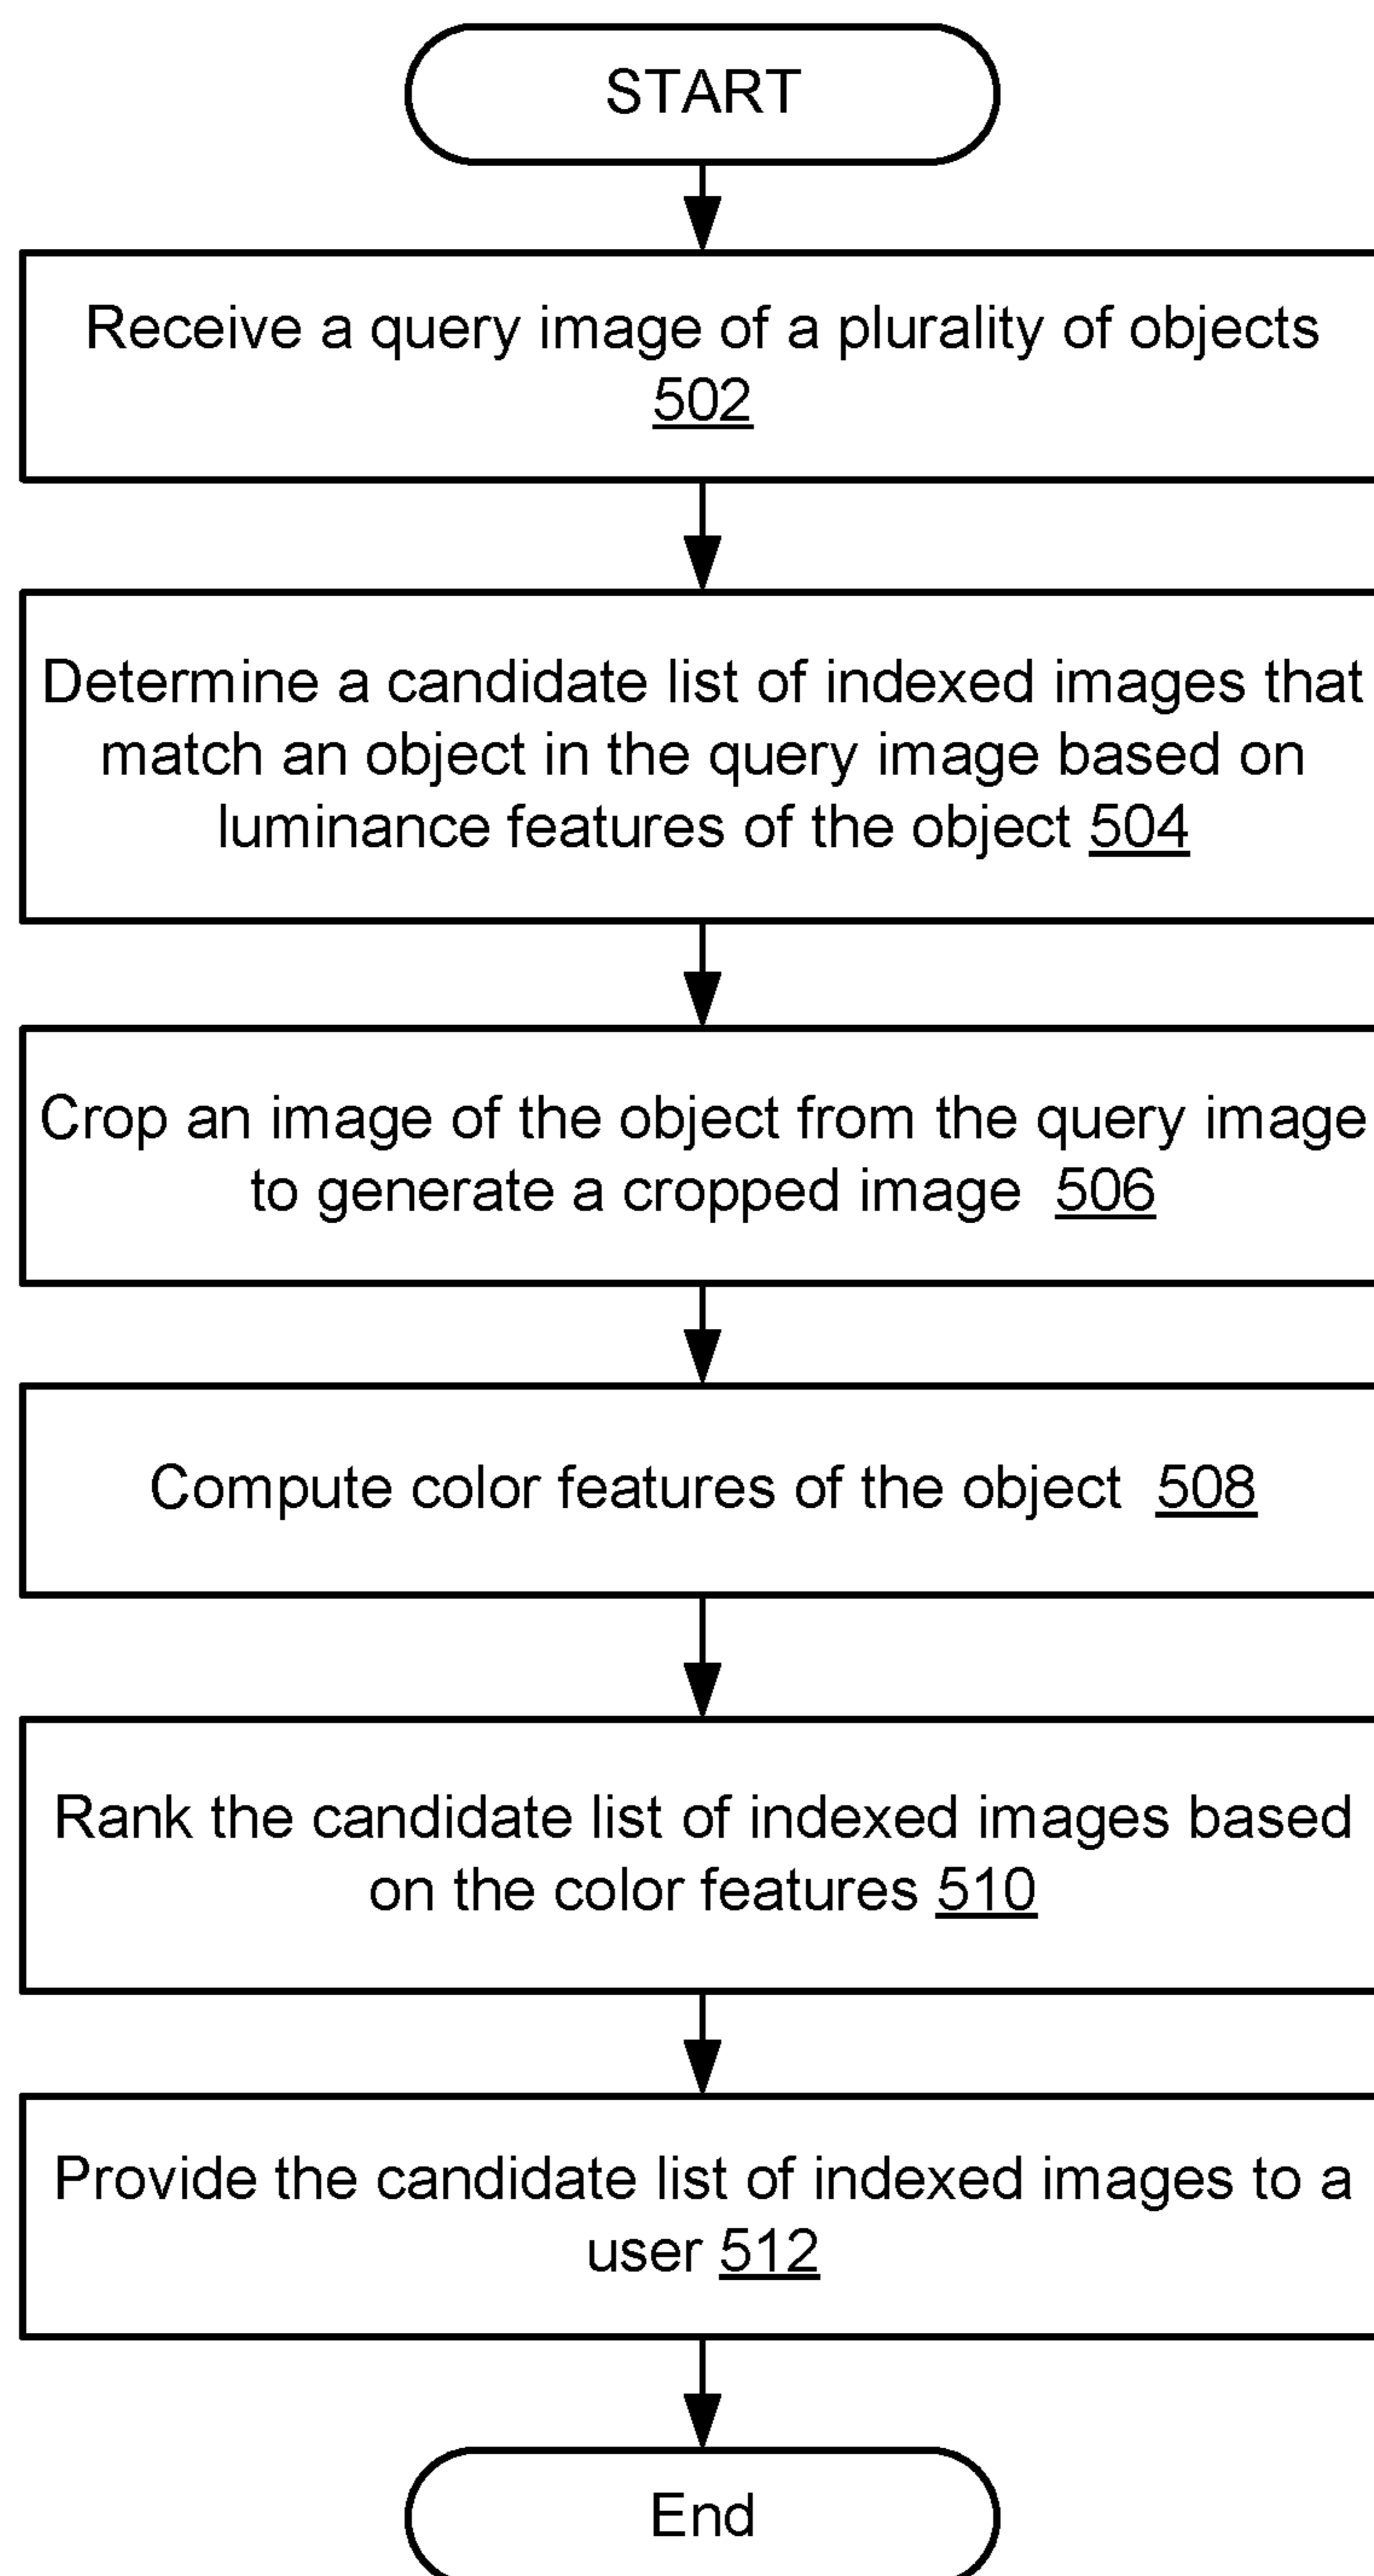 START
Receive a query image of a plurality of objects
502
Determine a candidate list of indexed images that
match an object in the query image based on
luminance features of the object 504
Crop an image of the object from the query image
to generate a cropped image 506
Compute color features of the object 508
Rank the candidate list of indexed images based
on the color features 510
Provide the candidate list of indexed images to a
user 512
End